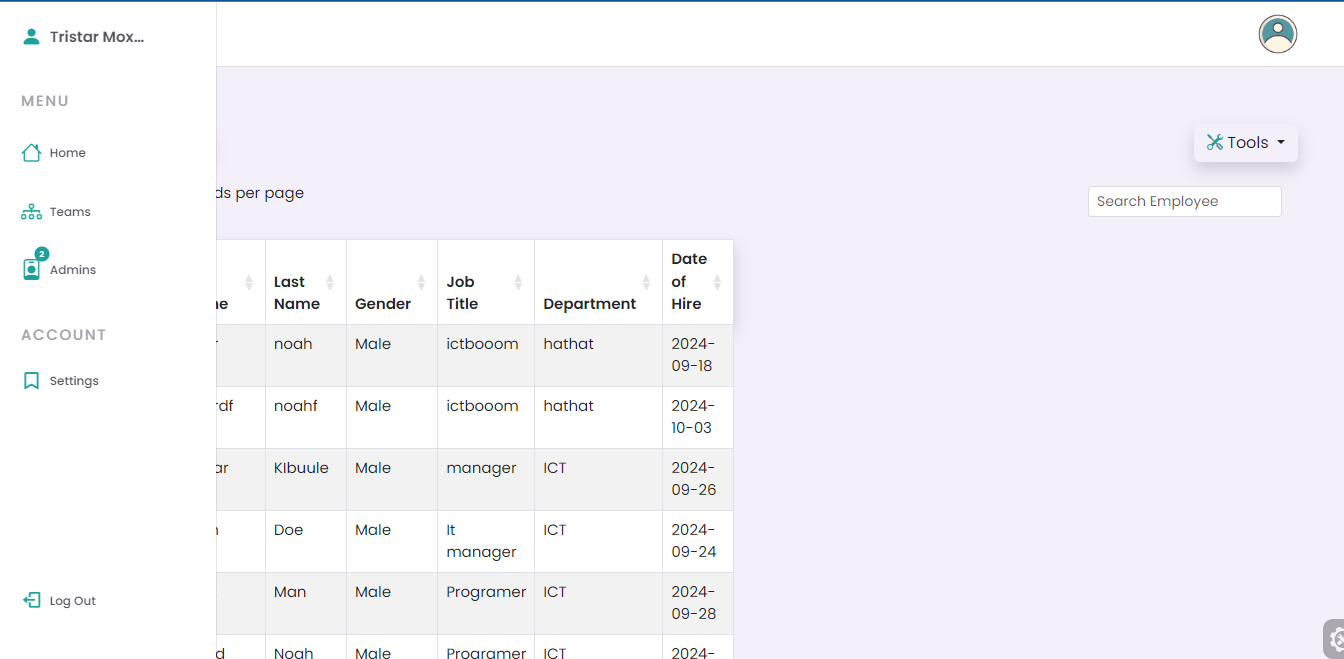 Tristar Mox...
MENU
Home
Teams
2
Admins
ACCOUNT
Settings
Log Out
Tools
ds per page
Search Employee
ne Last Name Gender Job Title Department Date of Hire
r noah Male ictbooom hathat 2024-09-18
rdf noahf Male ictbooom hathat 2024-10-03
ar KIbuule Male manager ICT 2024-09-26
n Doe Male It manager ICT 2024-09-24
Man Male Programer ICT 2024-09-28
d Noah Male Programer ICT 2024-